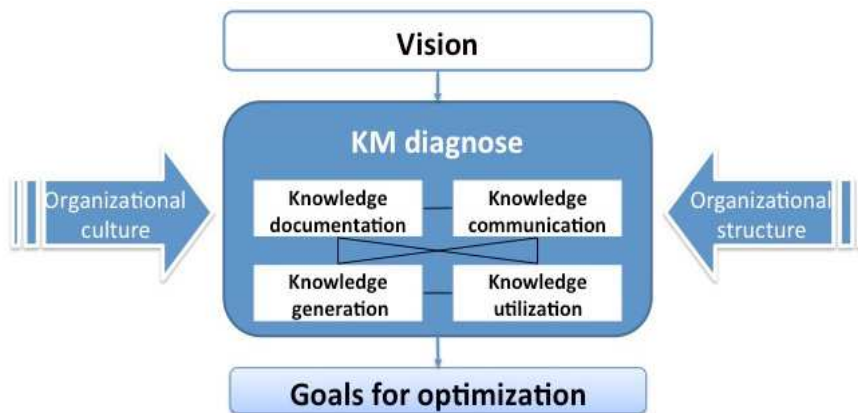 Vision
KM diagnose
Organizational
culture
Knowledge
documentation
Knowledge
communication
Organizational
structure
Knowledge
generation
Knowledge
utilization
Goals for optimization